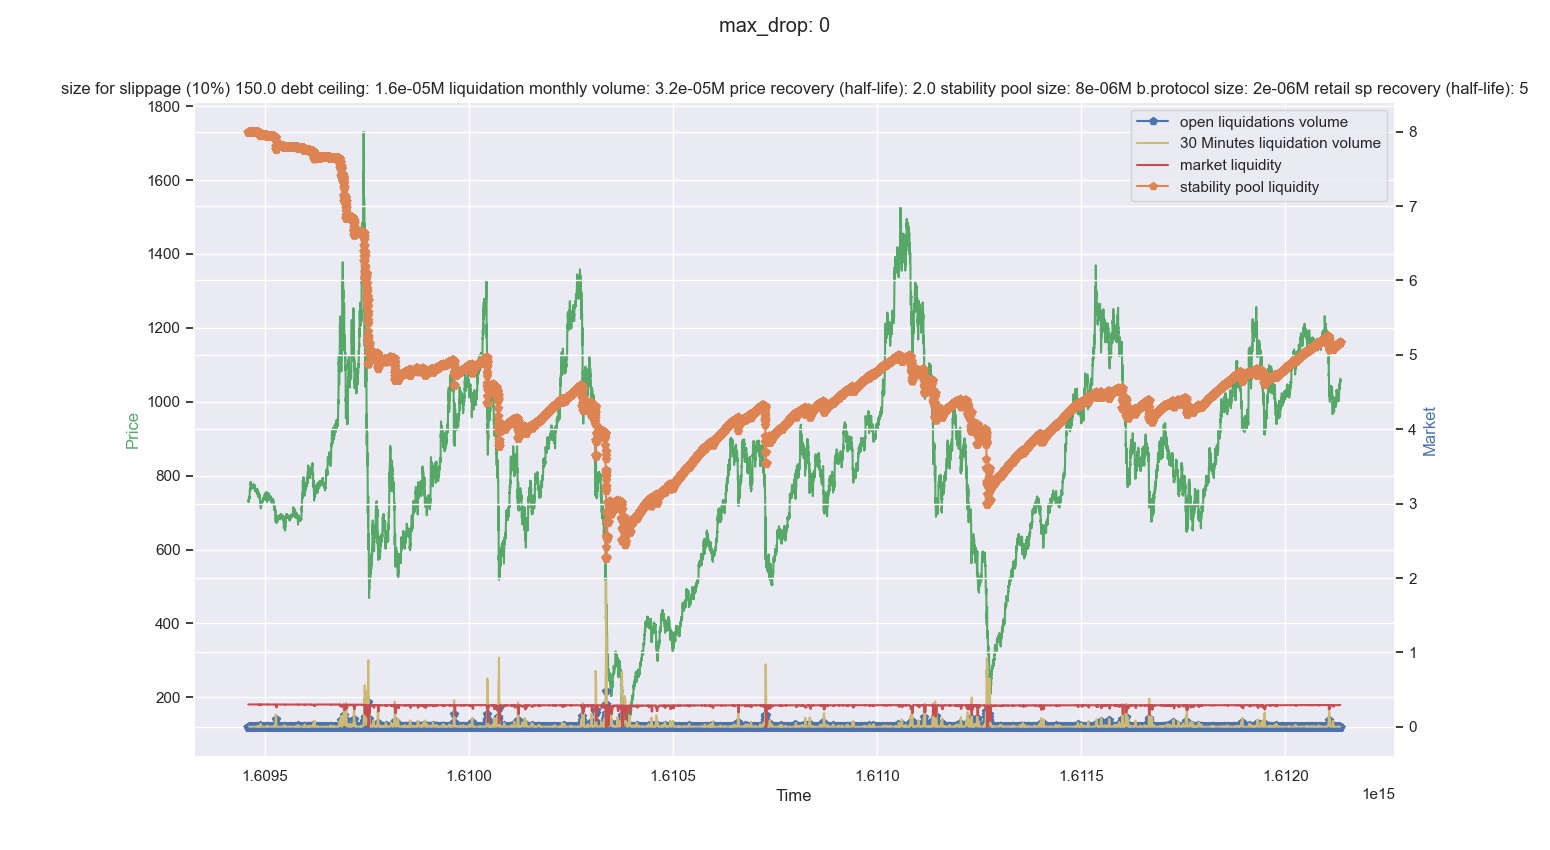 max_drop: 0
size for slippage (10%) 150.0 debt ceiling: 1.6e-05M liquidation monthly volume: 3.2e-05M price recovery (half-life): 2.0 stability pool size: 8e-06M b.protocol size: 2e-06M retail sp recovery (half-life): 5
1800
1600
1400
1200
1000
800
600
400
200
Price
open liquidations volume
30 Minutes liquidation volume
market liquidity
stability pool liquidity
8
7
6
5
4
3
2
1
0
Market
1.6095
1.6100
1.6105
1.6110
1.6115
1.6120
Time
1e15